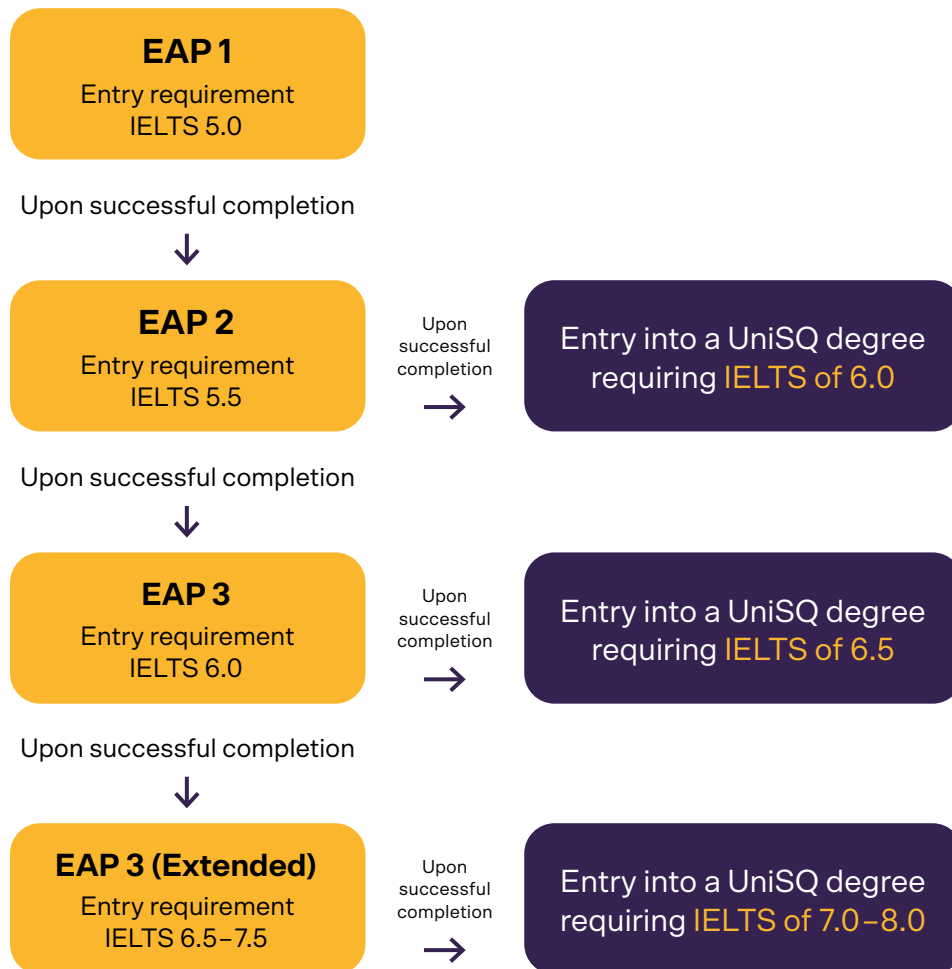 EAP 1
Entry requirement
IELTS 5.0
Upon successful completion
EAP 2
Entry requirement
IELTS 5.5
Upon
successful
completion
Entry into a UniSQ degree
requiring IELTS of 6.0
Upon successful completion
EAP 3
Entry requirement
IELTS 6.0
Upon
successful
completion
Entry into a UniSQ degree
requiring IELTS of 6.5
Upon successful completion
EAP 3 (Extended)
Entry requirement
IELTS 6.5–7.5
Upon
successful
completion
Entry into a UniSQ degree
requiring IELTS of 7.0–8.0